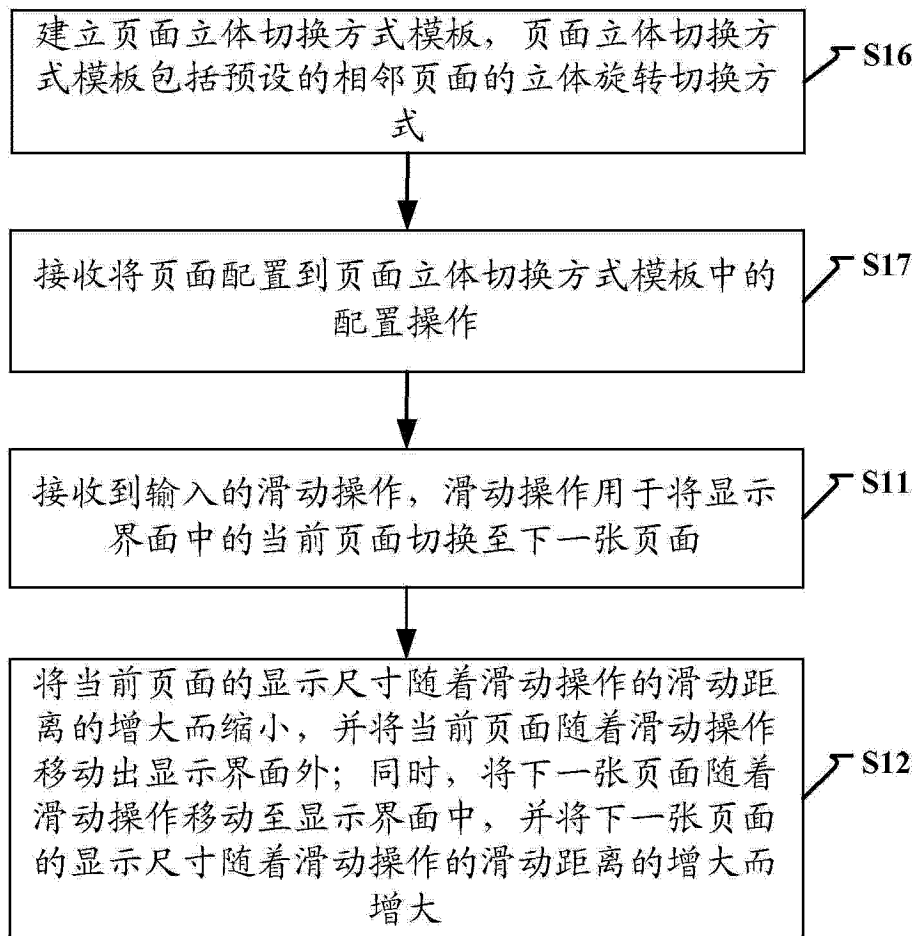 建立页面立体切换方式模板，页面立体切换方
式模板包括预设的相邻页面的立体旋转切换方
式
S16
接收将页面配置到页面立体切换方式模板中的
配置操作
S17
接收到输入的滑动操作，滑动操作用于将显示
界面中的当前页面切换至下一张页面
S11
将当前页面的显示尺寸随着滑动操作的滑动距
离的增大而缩小，并将当前页面随着滑动操作
移动出显示界面外；同时，将下一张页面随着
滑动操作移动至显示界面中，并将下一张页面
的显示尺寸随着滑动操作的滑动距离的增大而
增大
S12